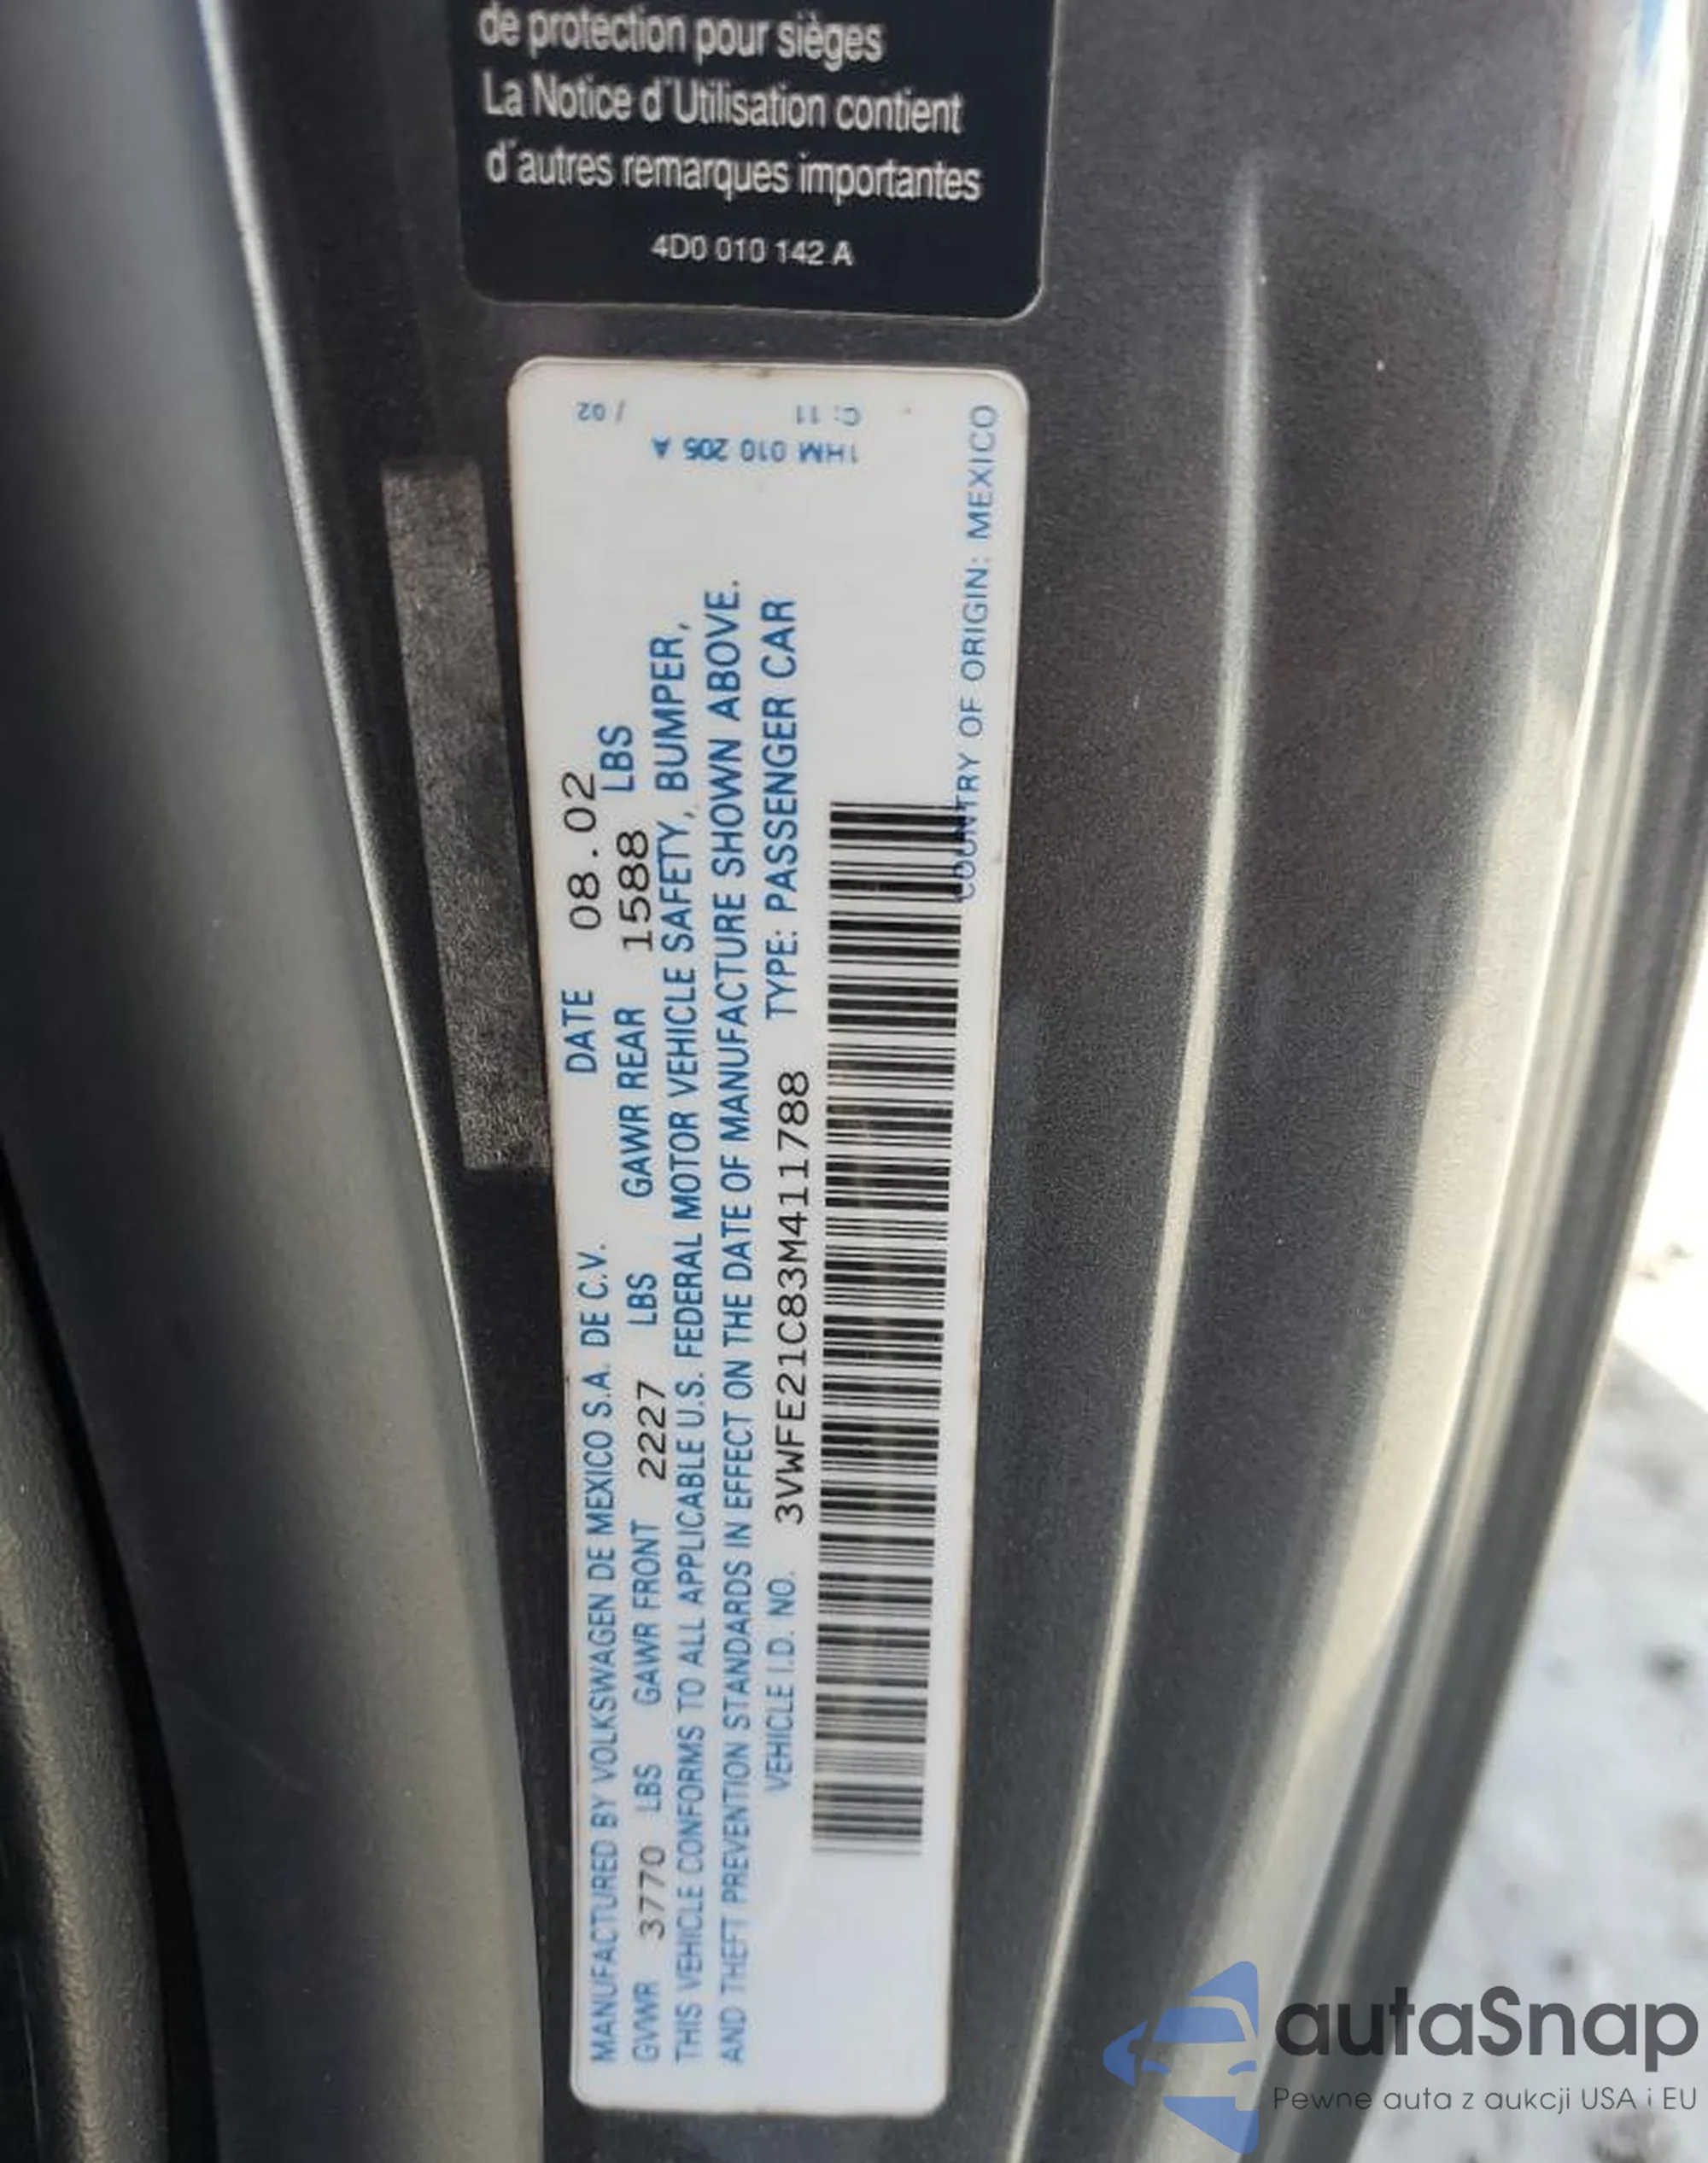 de protection pour sièges
La Notice d'Utilisation contient
d'autres remarques importantes
4D0 010 142 A
MANUFACTURED BY VOLKSWAGEN DE MEXICO S.A. DE C.V. DATE 08.02
GVWR 3770 LBS GAWR FRONT 2227 LBS GAWR REAR 1588 LBS
THIS VEHICLE CONFORMS TO ALL APPLICABLE U.S. FEDERAL MOTOR VEHICLE SAFETY, BUMPER,
AND THEFT PREVENTION STANDARDS IN EFFECT ON THE DATE OF MANUFACTURE SHOWN ABOVE.
VEHICLE I.D. NO. 3VWFE21C83M411788 TYPE: PASSENGER CAR
COUNTRY OF ORIGIN: MEXICO
1HM 010 205 A
C: 11 / 02
autaSnap
Pewne auta z aukcji USA i EU